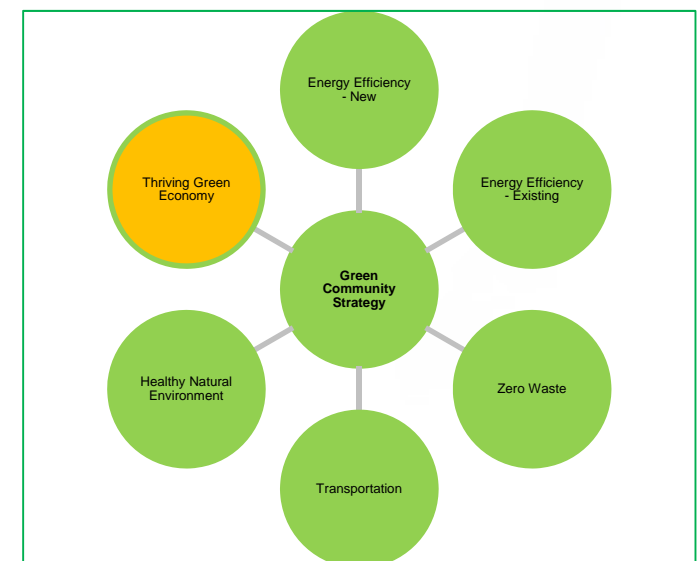 Energy Efficiency
- New
Thriving Green
Economy
Energy Efficiency
- Existing
Green
Community
Strategy
Healthy Natural
Environment
Zero Waste
Transportation